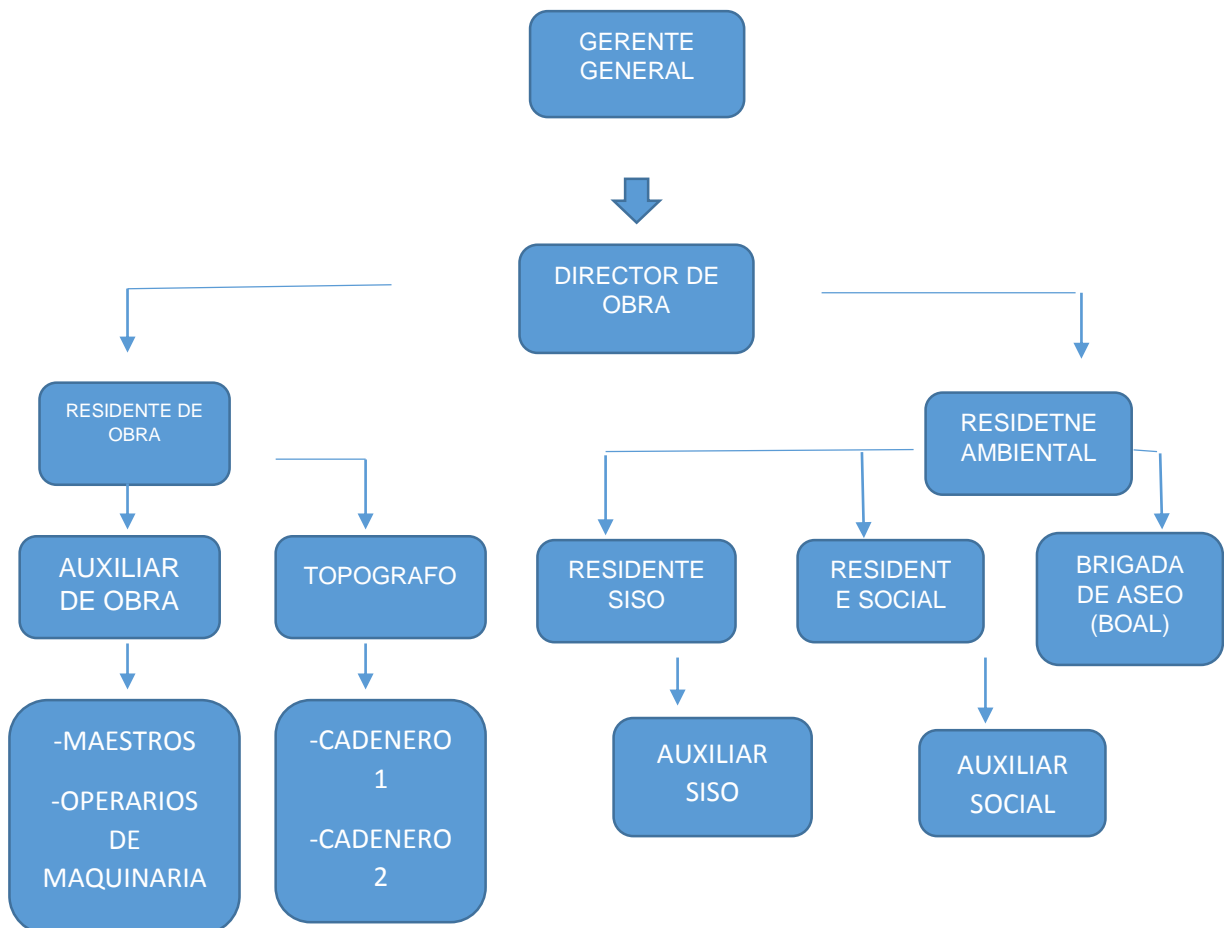 GERENTE
GENERAL
DIRECTOR DE
OBRA
RESIDENTE DE
OBRA
RESIDETNE
AMBIENTAL
AUXILIAR
DE OBRA
TOPOGRAFO
RESIDENTE
SISO
RESIDENT
E SOCIAL
BRIGADA
DE ASEO
(BOAL)
-MAESTROS
-OPERARIOS
DE
MAQUINARIA
-CADENERO
1
-CADENERO
2
AUXILIAR
SISO
AUXILIAR
SOCIAL